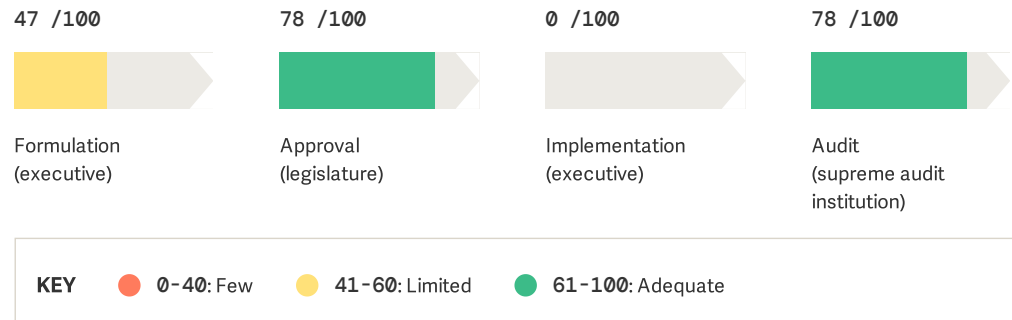 47 /100
78 /100
0 /100
78 /100
Formulation
(executive)
Approval
(legislature)
Implementation
(executive)
Audit
(supreme audit
institution)
KEY
0-40: Few
41-60: Limited
61-100: Adequate